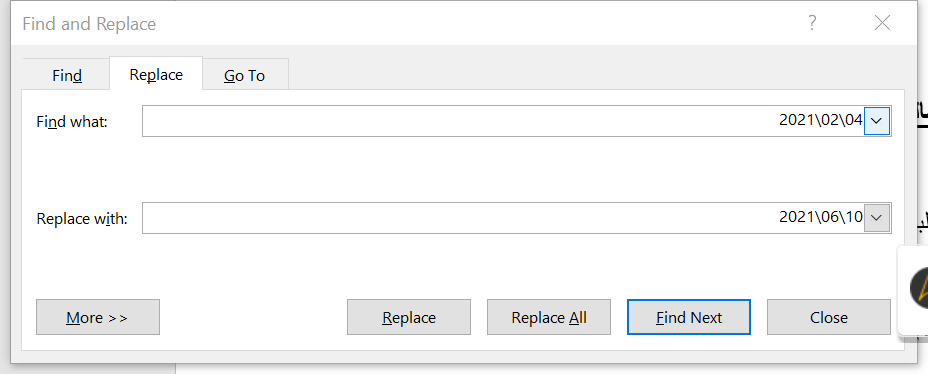 Find and Replace
Find Replace Go To
Find what: 2021\02\04
Replace with: 2021\06\10
More >> Replace Replace All Find Next Close